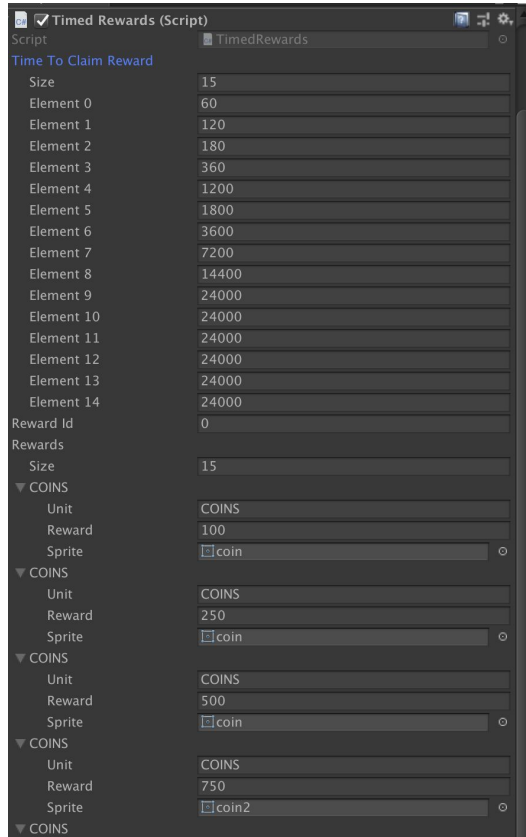 Timed Rewards (Script)
Script TimedRewards
Time To Claim Reward
Size 15
Element 0 60
Element 1 120
Element 2 180
Element 3 360
Element 4 1200
Element 5 1800
Element 6 3600
Element 7 7200
Element 8 14400
Element 9 24000
Element 10 24000
Element 11 24000
Element 12 24000
Element 13 24000
Element 14 24000
Reward Id 0
Rewards
Size 15
COINS
Unit COINS
Reward 100
Sprite coin
COINS
Unit COINS
Reward 250
Sprite coin
COINS
Unit COINS
Reward 500
Sprite coin
COINS
Unit COINS
Reward 750
Sprite coin2
COINS